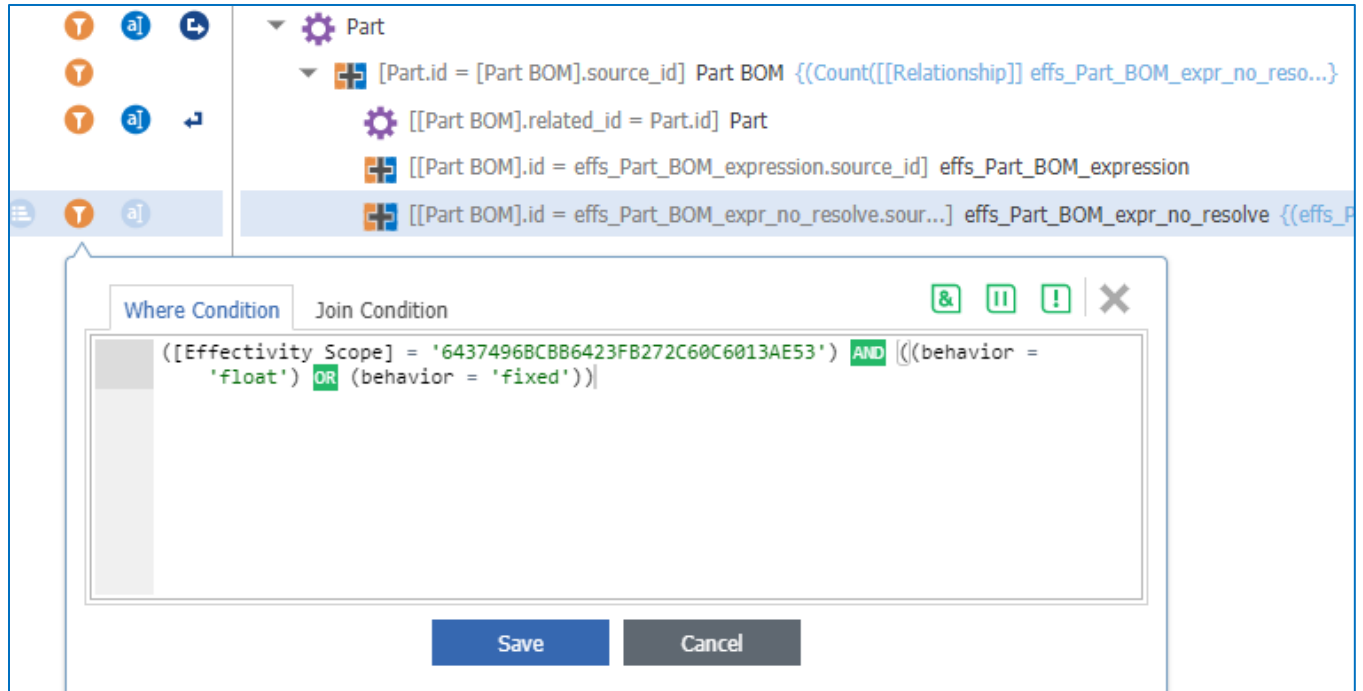 Part
[Part.id = [Part BOM].source_id] Part BOM {(Count([[Relationship]] effs_Part_BOM_expr_no_reso...}
[[Part BOM].related_id = Part.id] Part
[[Part BOM].id = effs_Part_BOM_expression.source_id] effs_Part_BOM_expression
[[Part BOM].id = effs_Part_BOM_expr_no_resolve.sour...] effs_Part_BOM_expr_no_resolve {(effs_P
Where Condition Join Condition & !
([Effectivity Scope] = '6437496BCBB6423FB272C60C6013AE53') AND ((behavior =
'float') OR (behavior = 'fixed'))
Save Cancel